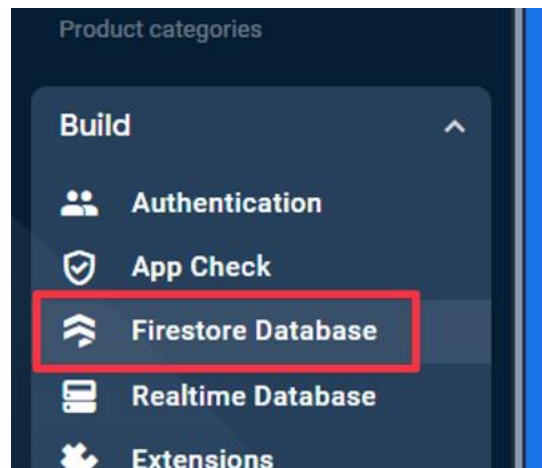 Product categories
Build
Authentication
App Check
Firestore Database
Realtime Database
Extensions